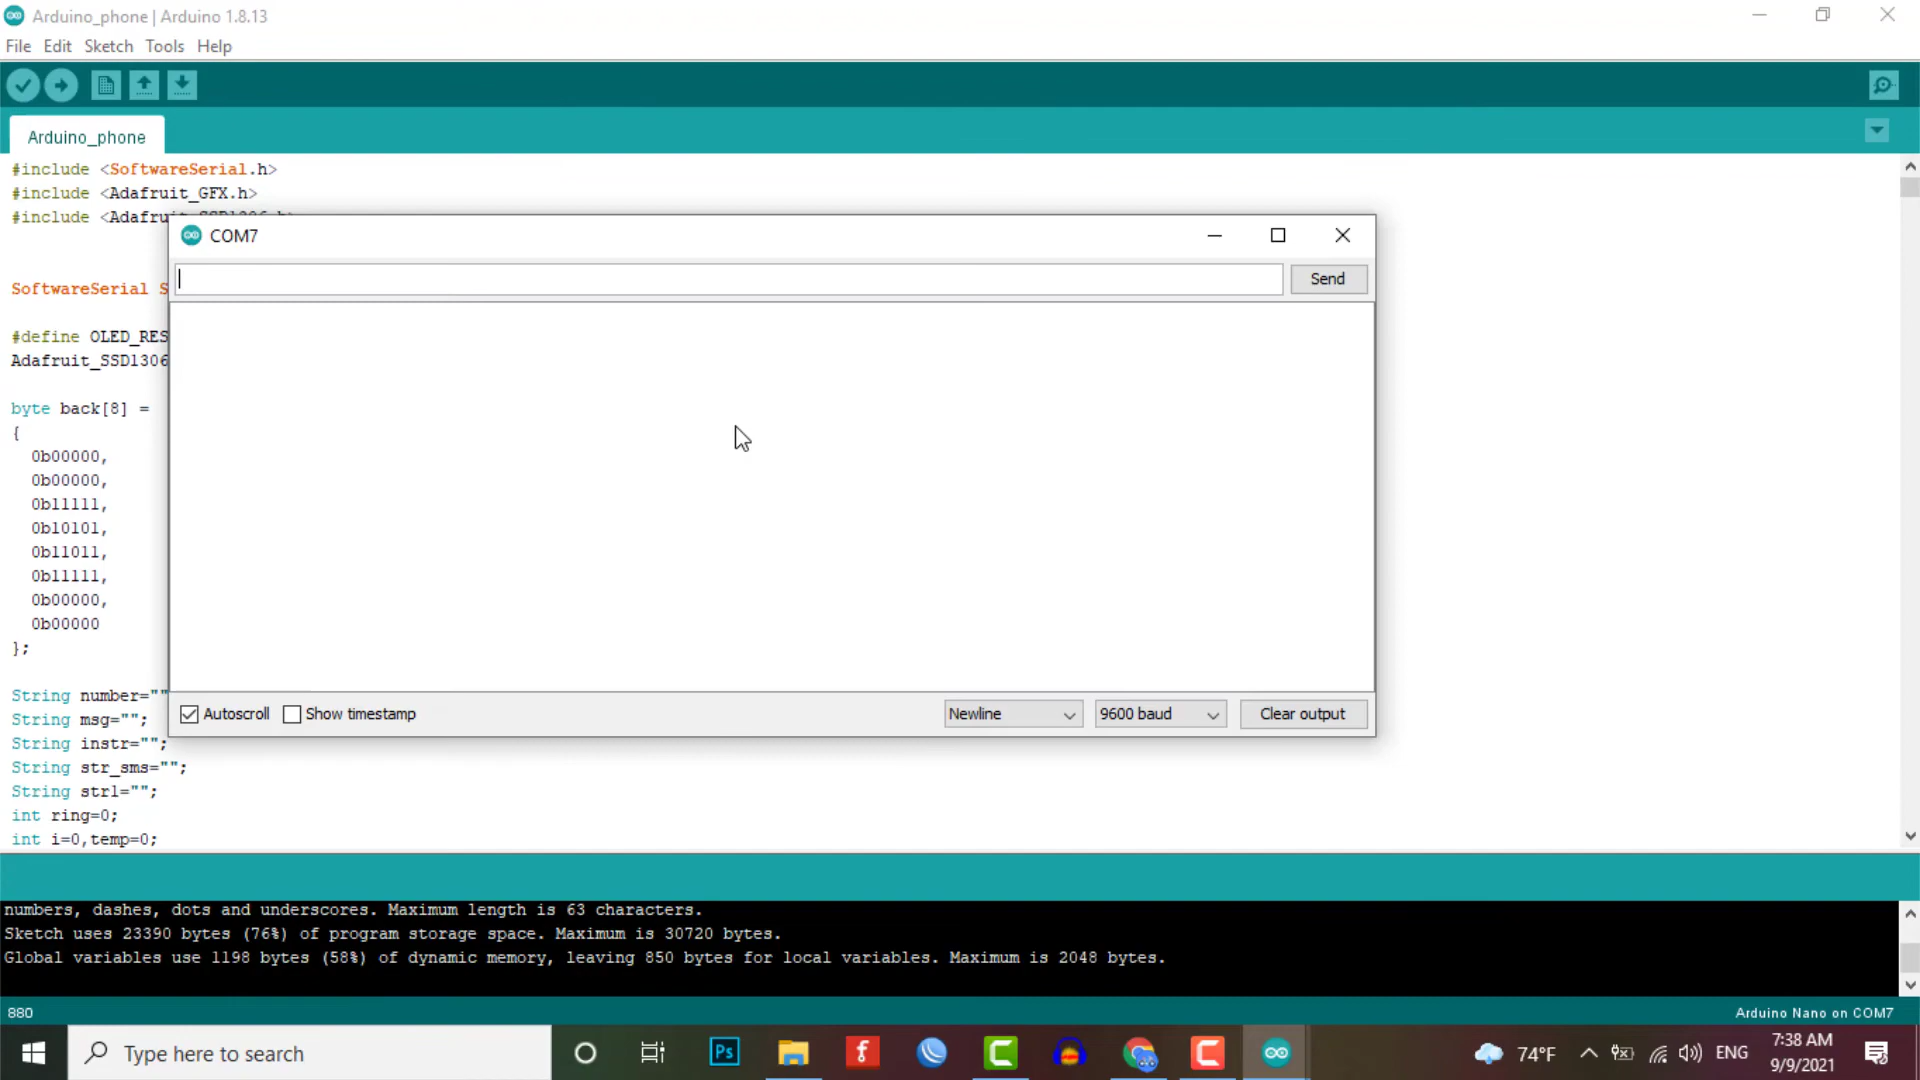 Arduino_phone | Arduino 1.8.13
File Edit Sketch Tools Help
Arduino_phone
#include <SoftwareSerial.h>
#include <Adafruit_GFX.h>
#include <Adafruit_SSD1306.h>
COM7
Send
SoftwareSerial S
#define OLED_RES
Adafruit_SSD1306
byte back[8] =
{
0b00000,
0b00000,
0b11111,
0b10101,
0b11011,
0b11111,
0b00000,
0b00000
};
String number=""
String msg="";
String instr="";
String str_sms="";
String str1="";
int ring=0;
int i=0,temp=0;
Autoscroll Show timestamp Newline 9600 baud Clear output
numbers, dashes, dots and underscores. Maximum length is 63 characters.
Sketch uses 23390 bytes (76%) of program storage space. Maximum is 30720 bytes.
Global variables use 1198 bytes (58%) of dynamic memory, leaving 850 bytes for local variables. Maximum is 2048 bytes.
880 Arduino Nano on COM7
Type here to search
Ps
74°F ENG
7:38 AM
9/9/2021